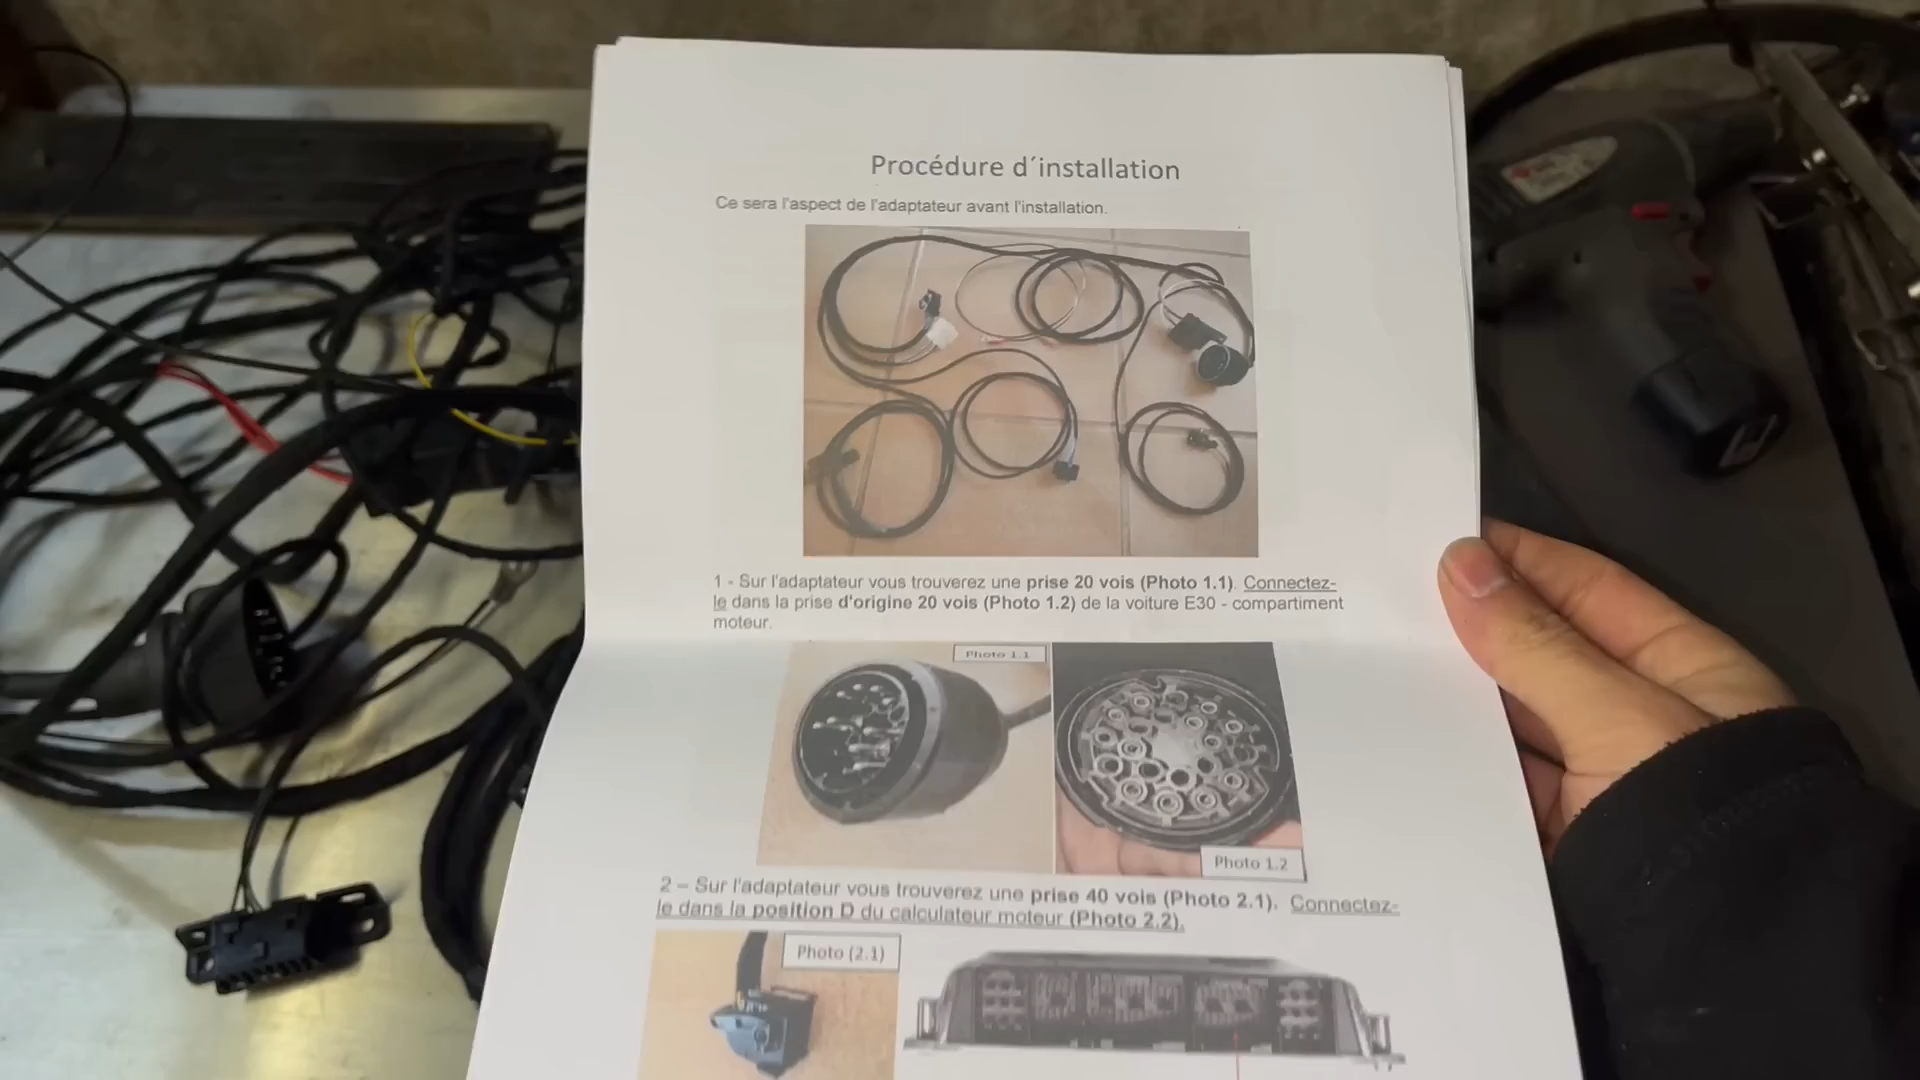 Procédure d´installation
Ce sera l'aspect de l'adaptateur avant l'installation.
1 - Sur l'adaptateur vous trouverez une prise 20 vois (Photo 1.1). Connectez-
le dans la prise d'origine 20 vois (Photo 1.2) de la voiture E30 - compartiment
moteur.
Photo 1.1
Photo 1.2
2 – Sur l'adaptateur vous trouverez une prise 40 vois (Photo 2.1). Connectez-
le dans la position D du calculateur moteur (Photo 2.2).
Photo (2.1)